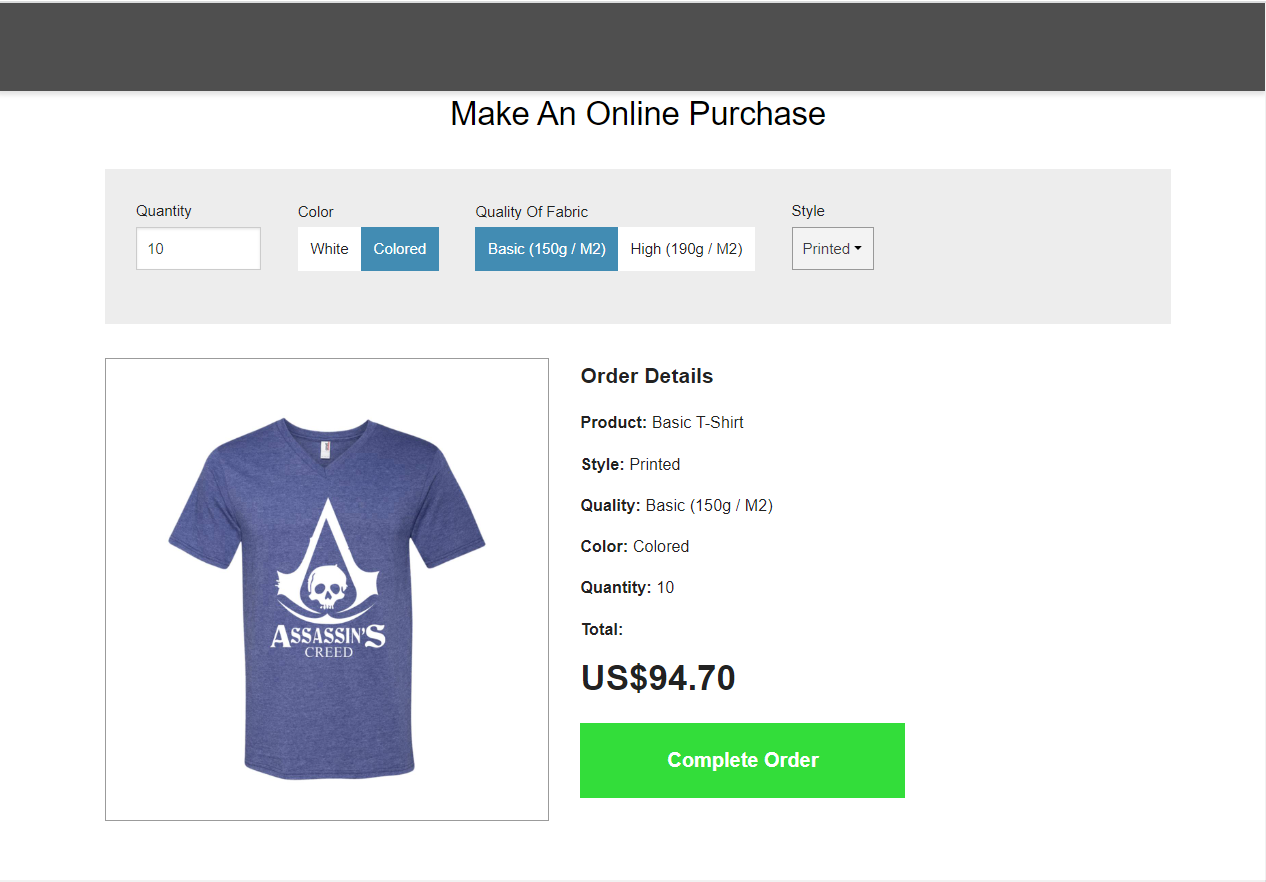 Make An Online Purchase
Quantity
Color
Quality Of Fabric
Style
10
White
Colored
Basic (150g / M2)
High (190g / M2)
Printed
Order Details
Product: Basic T-Shirt
Style: Printed
Quality: Basic (150g / M2)
Color: Colored
Quantity: 10
Total:
US$94.70
Complete Order
ASSASSIN'S
CREED